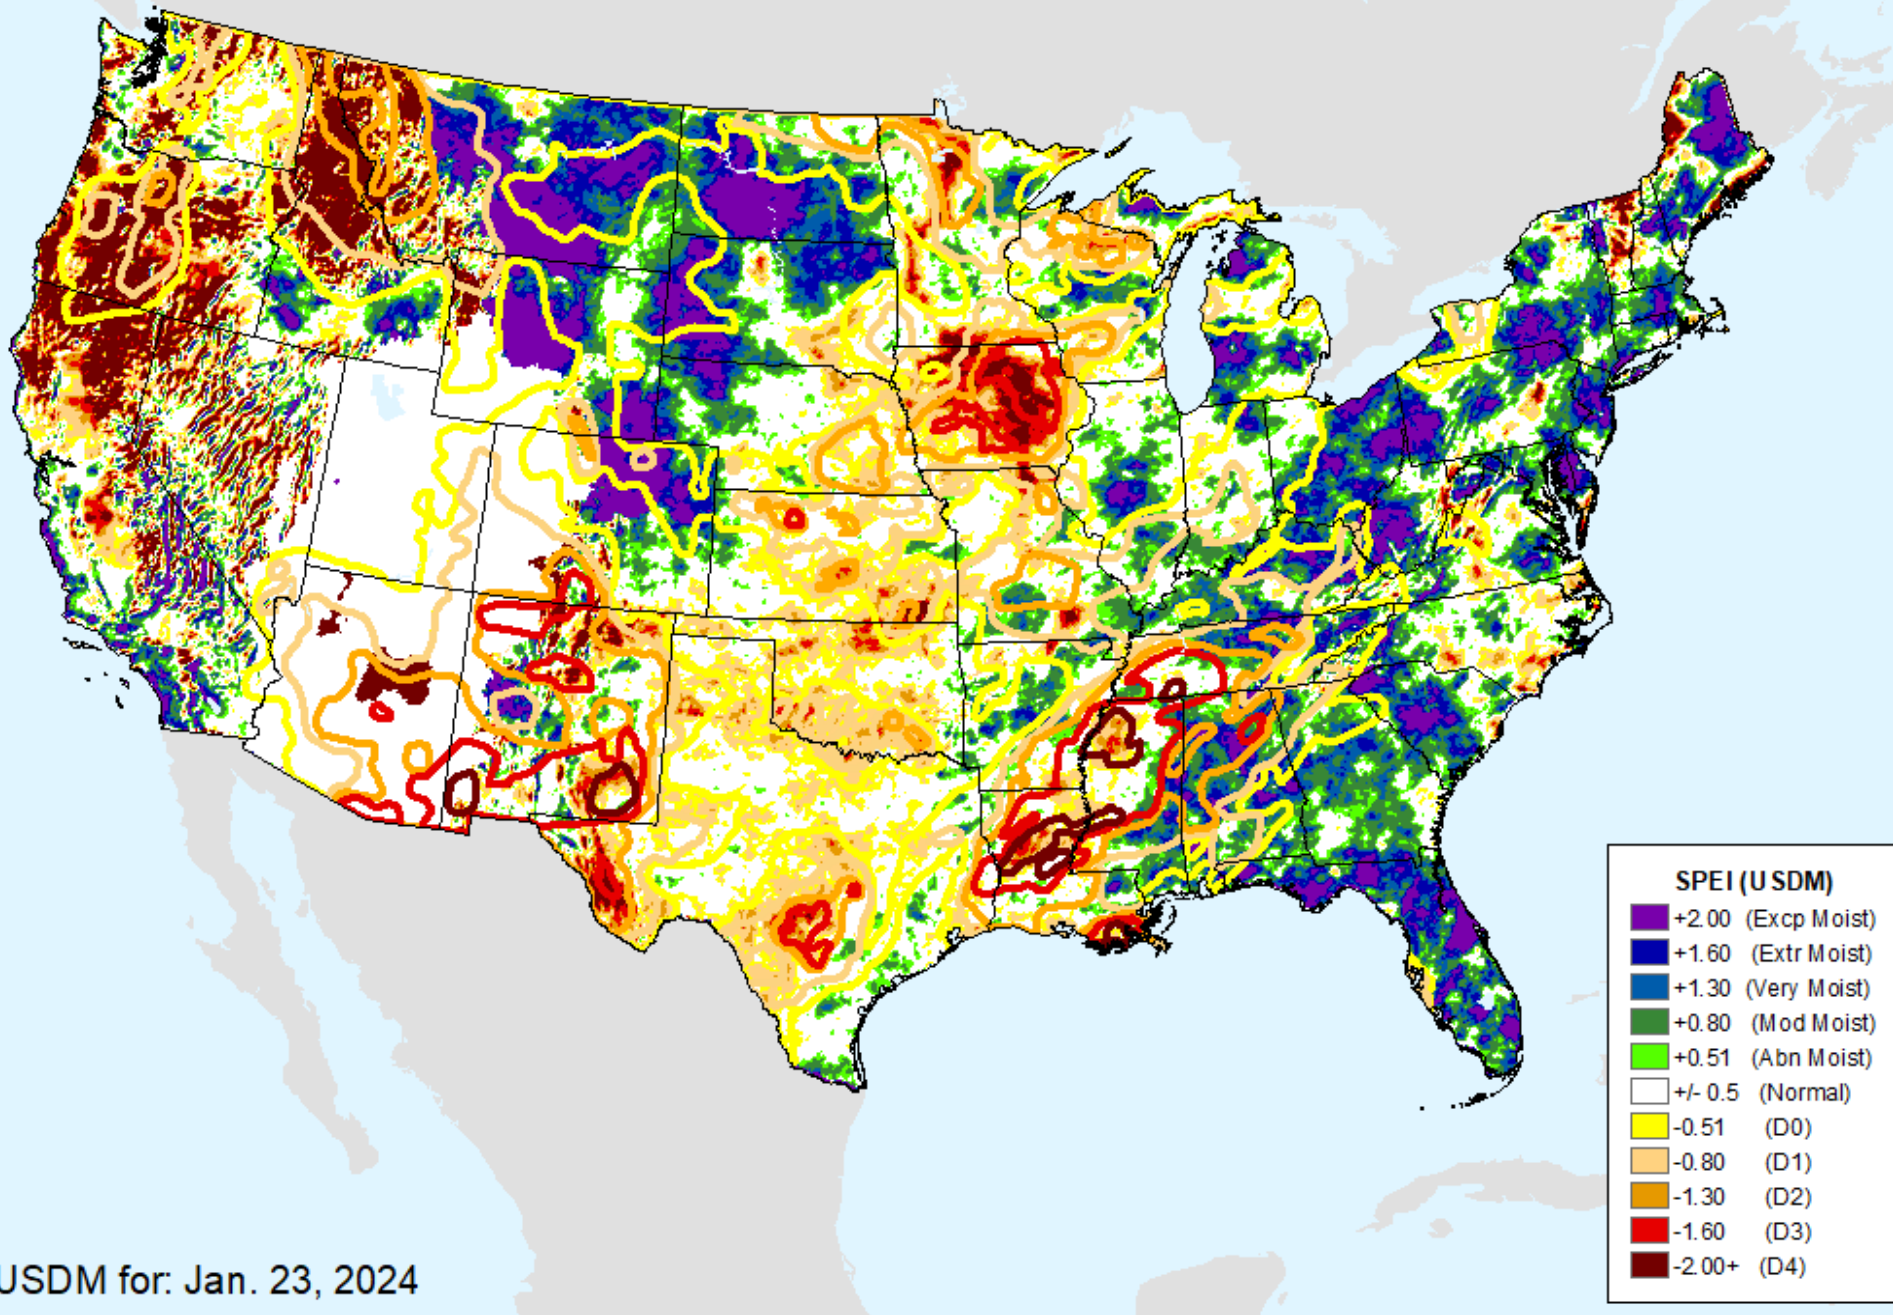 SPEI (USDM)
+2.00 (Excp Moist)
+1.60 (Extr Moist)
+1.30 (Very Moist)
+0.80 (Mod Moist)
+0.51 (Abn Moist)
+/- 0.5 (Normal)
-0.51 (D0)
-0.80 (D1)
-1.30 (D2)
-1.60 (D3)
-2.00+ (D4)
USDM for: Jan. 23, 2024